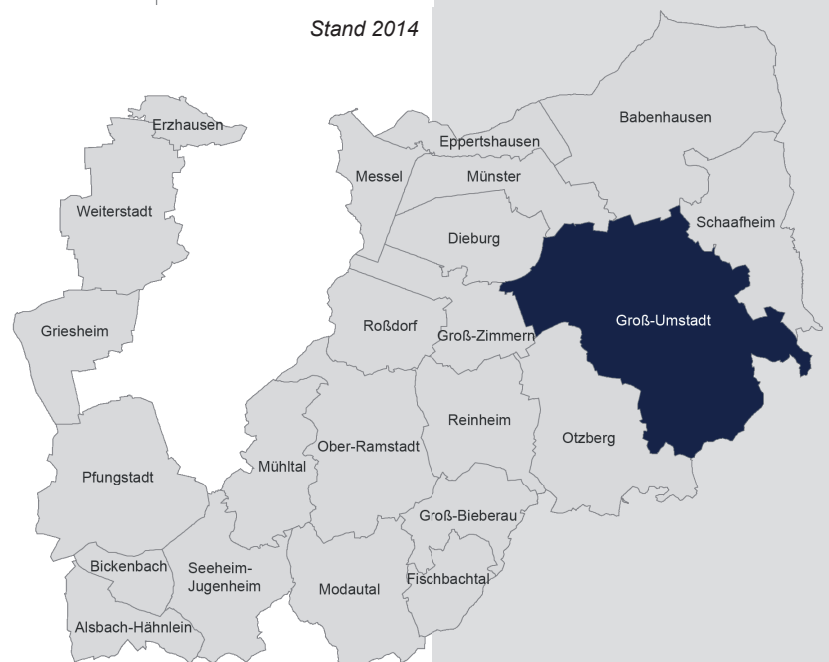 Stand 2014
Babenhausen
Erzhausen
Eppertshausen
Messel
Münster
Weiterstadt
Schaafheim
Dieburg
Groß-Umstadt
Roßdorf
Griesheim
Groß-Zimmern
Reinheim
Otzberg
Ober-Ramstadt
Mühltal
Pfungstadt
Groß-Bieberau
Bickenbach
Seeheim-
Jugenheim
Fischbachtal
Modautal
Alsbach-Hähnlein